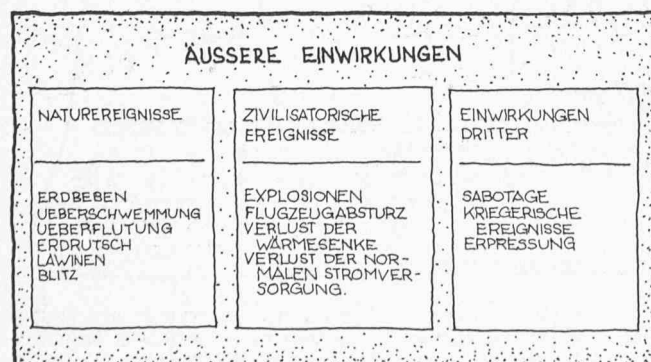 ÄUSSERE EINWIRKUNGEN
NATUREREIGNISSE
ERDBEBEN
UEBERSCHWEMMUNG
UEBERFLUTUNG
ERDRUTSCH
LAWINEN
BLITZ
ZIVILISATORISCHE
EREIGNISSE
EXPLOSIONEN
FLUGZEUGABSTURZ
VERLUST DER
WÄRMESENKE
VERLUST DER NOR-
MALEN STROMVER-
SORGUNG.
EINWIRKUNGEN
DRITTER
SABOTAGE
KRIEGERISCHE
EREIGNISSE
ERPRESSUNG